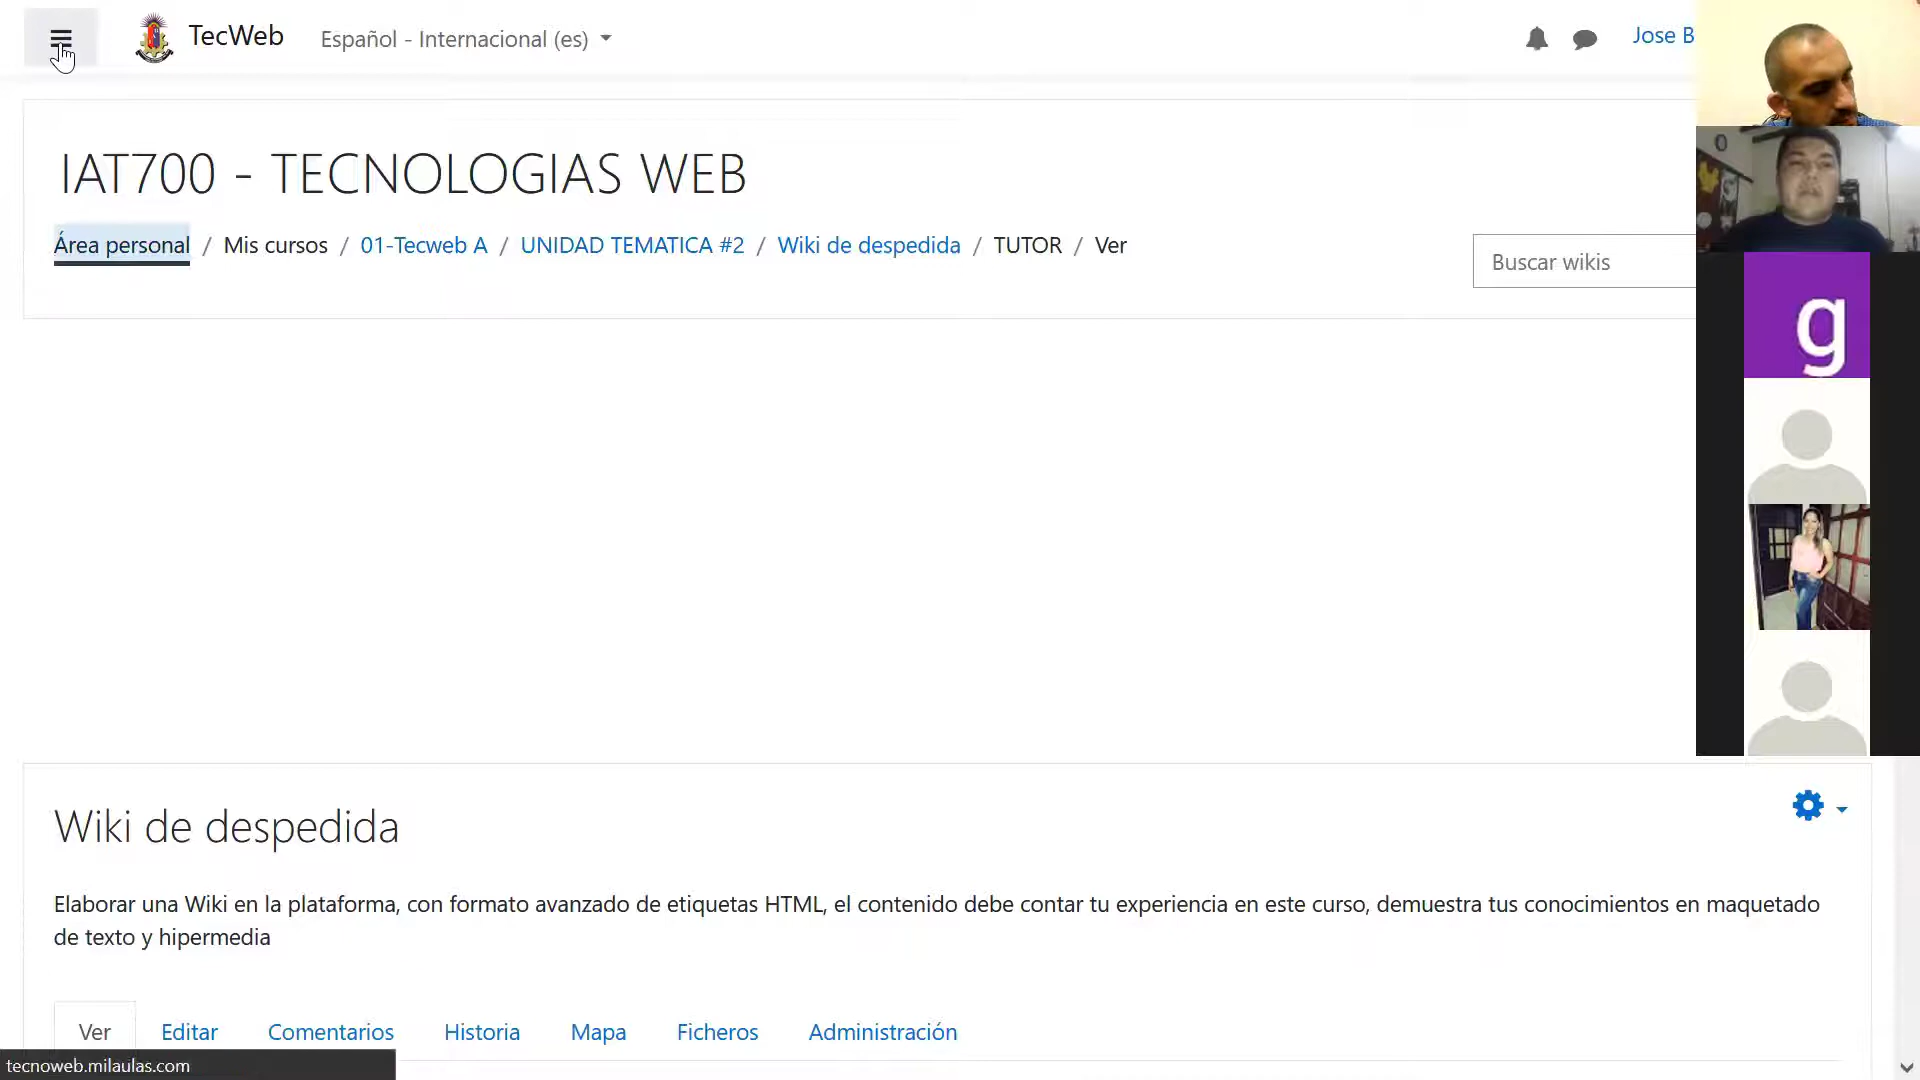 TecWeb
Español - Internacional (es)
Jose B
IAT700 - TECNOLOGIAS WEB
Área personal / Mis cursos / 01-Tecweb A / UNIDAD TEMATICA #2 / Wiki de despedida / TUTOR / Ver
Buscar wikis
g
Wiki de despedida
Elaborar una Wiki en la plataforma, con formato avanzado de etiquetas HTML, el contenido debe contar tu experiencia en este curso, demuestra tus conocimientos en maquetado
de texto y hipermedia
Ver Editar Comentarios Historia Mapa Ficheros Administración
tecnoweb.milaulas.com